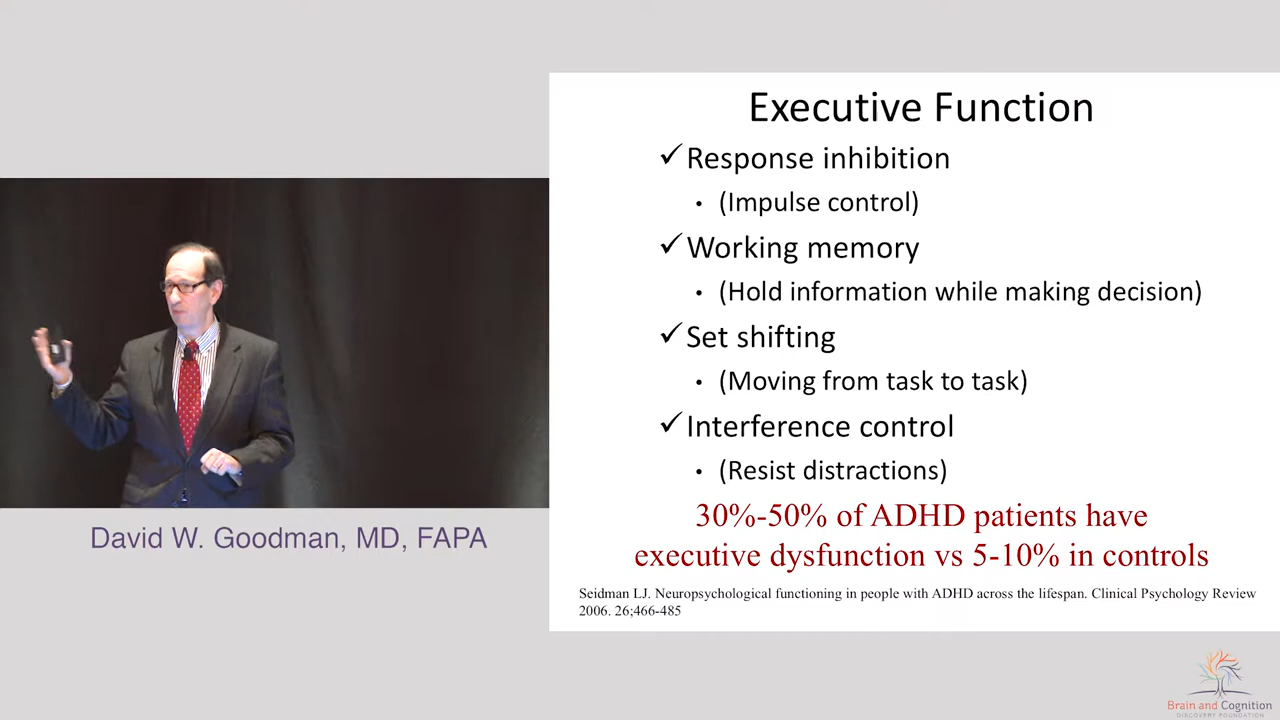 Executive Function
✓Response inhibition
• (Impulse control)
✓Working memory
• (Hold information while making decision)
✓Set shifting
• (Moving from task to task)
✓Interference control
• (Resist distractions)
30%-50% of ADHD patients have
executive dysfunction vs 5-10% in controls
Seidman LJ. Neuropsychological functioning in people with ADHD across the lifespan. Clinical Psychology Review
2006. 26;466-485
David W. Goodman, MD, FAPA
Brain and Cognition
DISCOVERY FOUNDATION